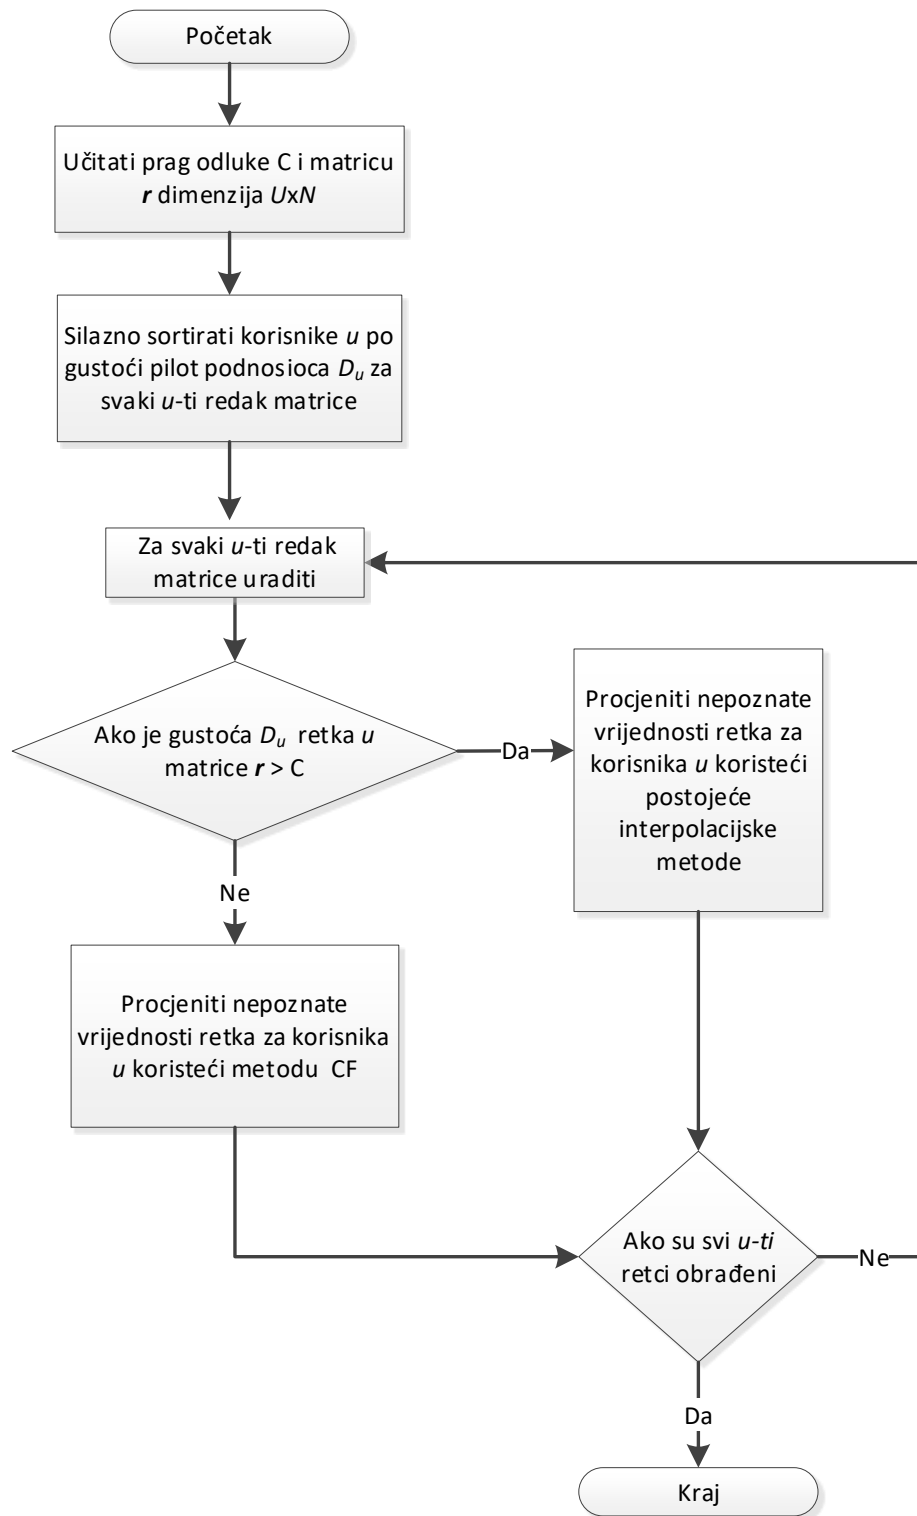 Početak
Učitati prag odluke C i matricu
r dimenzija UxN
Silazno sortirati korisnike u po
gustoći pilot podnosioca Du za
svaki u-ti redak matrice
Za svaki u-ti redak
matrice uraditi
Ako je gustoća Du retka u
matrice r > C
Da
Procjeniti nepoznate
vrijednosti retka za
korisnika u koristeći
postojeće
interpolacijske
metode
Ne
Procjeniti nepoznate
vrijednosti retka za korisnika
u koristeći metodu CF
Ako su svi u-ti
retci obrađeni
Ne
Da
Kraj